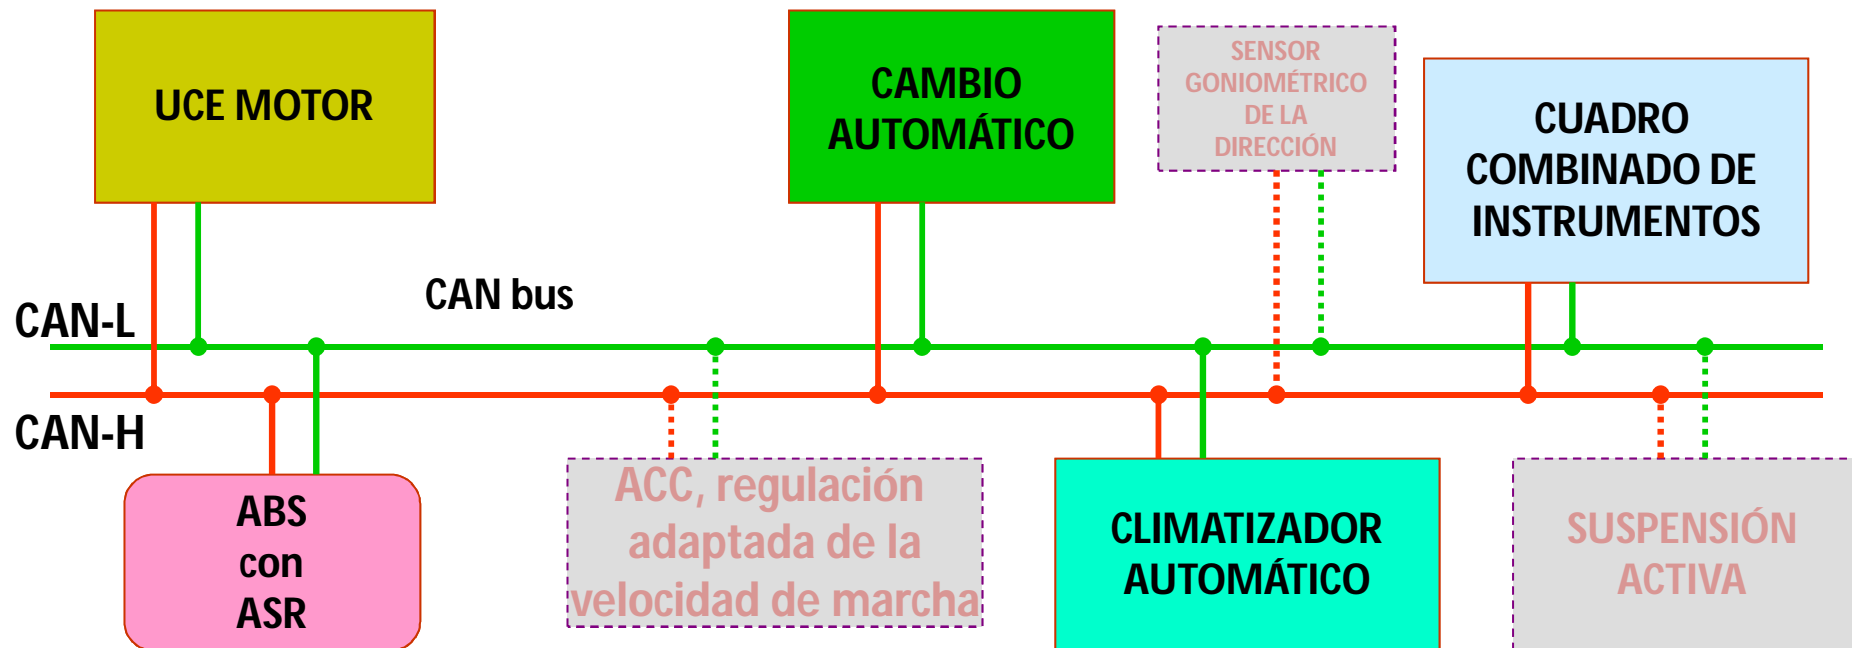 UCE MOTOR
CAMBIO
AUTOMÁTICO
SENSOR
GONIOMÉTRICO
DE LA
DIRECCIÓN
CUADRO
COMBINADO DE
INSTRUMENTOS
CAN bus
CAN-L
CAN-H
ABS
con
ASR
ACC, regulación
adaptada de la
velocidad de marcha
CLIMATIZADOR
AUTOMÁTICO
SUSPENSIÓN
ACTIVA